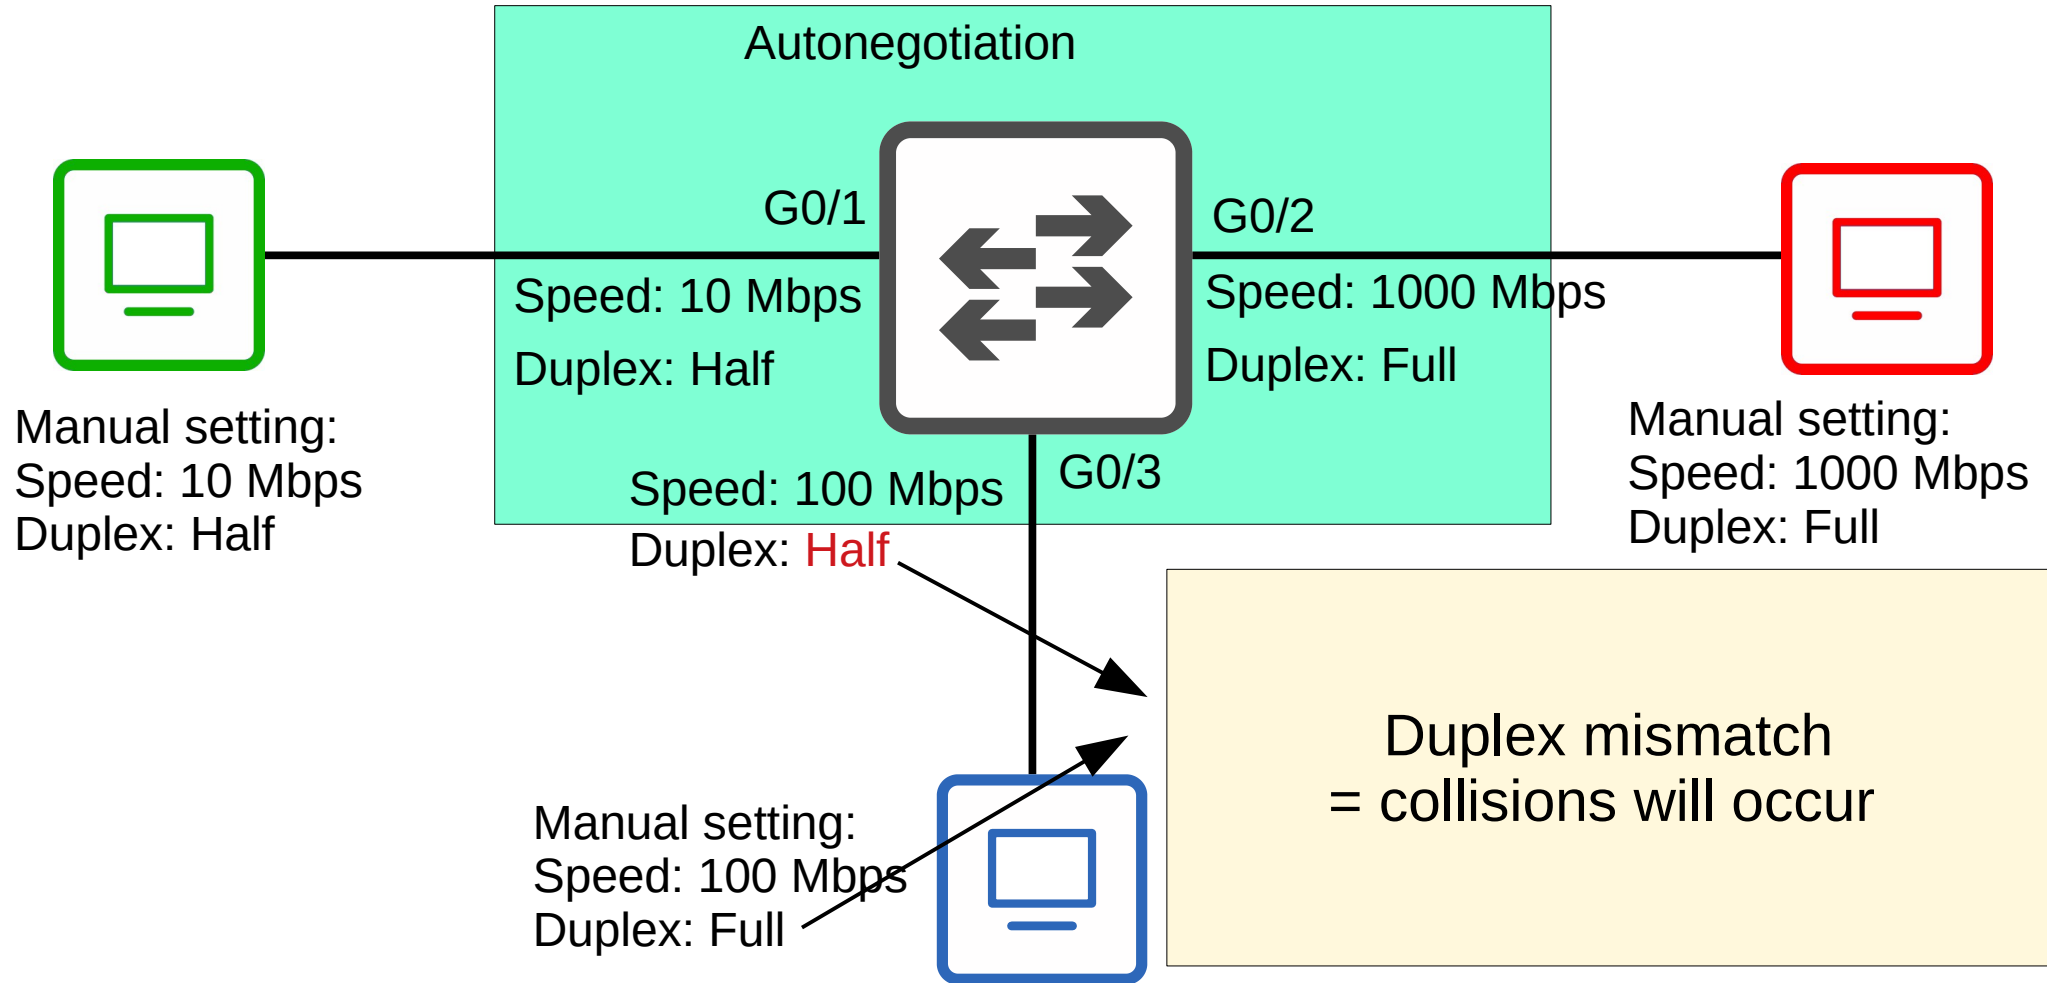 Autonegotiation
G0/1
G0/2
Speed: 10 Mbps
Duplex: Half
Speed: 1000 Mbps
Duplex: Full
Manual setting:
Speed: 10 Mbps
Duplex: Half
Manual setting:
Speed: 1000 Mbps
Duplex: Full
Speed: 100 Mbps
Duplex: Half
G0/3
Duplex mismatch
= collisions will occur
Manual setting:
Speed: 100 Mbps
Duplex: Full